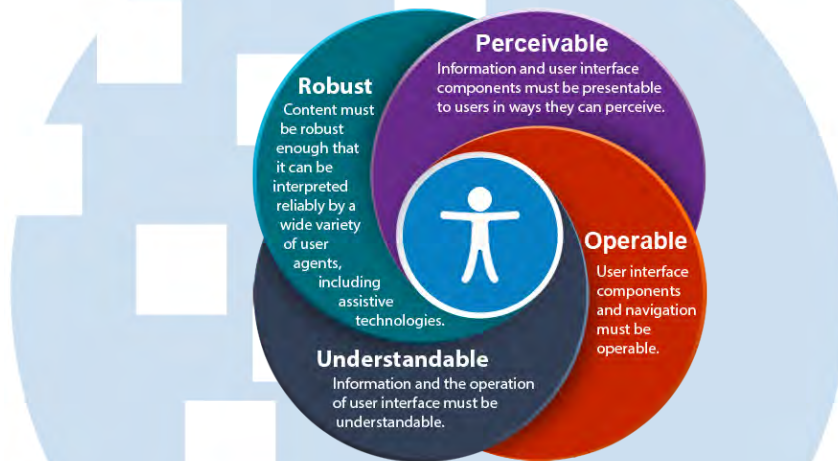 Perceivable
Information and user interface
components must be presentable
to users in ways they can perceive.
Operable
User interface
components
and navigation
must be
operable.
Understandable
Information and the operation
of user interface must be
understandable.
Robust
Content must
be robust
enough that
it can be
interpreted
reliably by a
wide variety
of user
agents,
including
assistive
technologies.